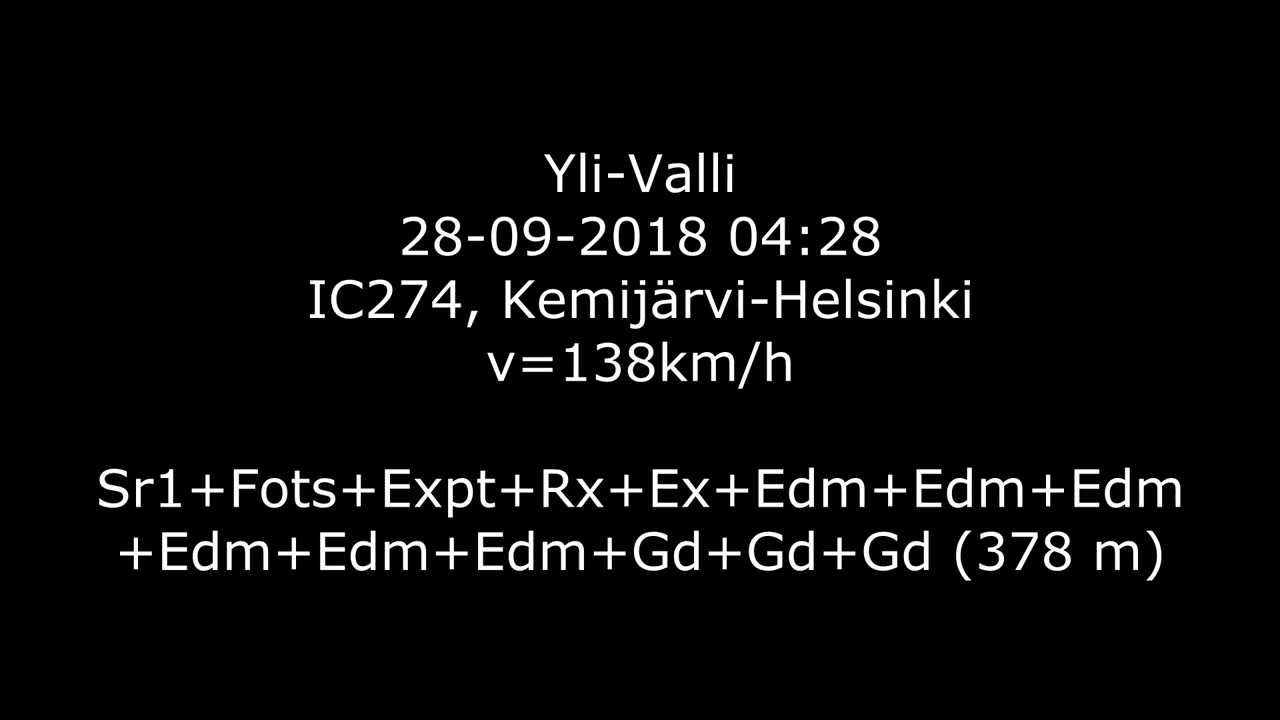 Yli-Valli
28-09-2018 04:28
IC274, Kemijärvi-Helsinki
v=138km/h
Sr1+Fots+Expt+Rx+Ex+Edm+Edm+Edm
+Edm+Edm+Edm+Gd+Gd+Gd (378 m)